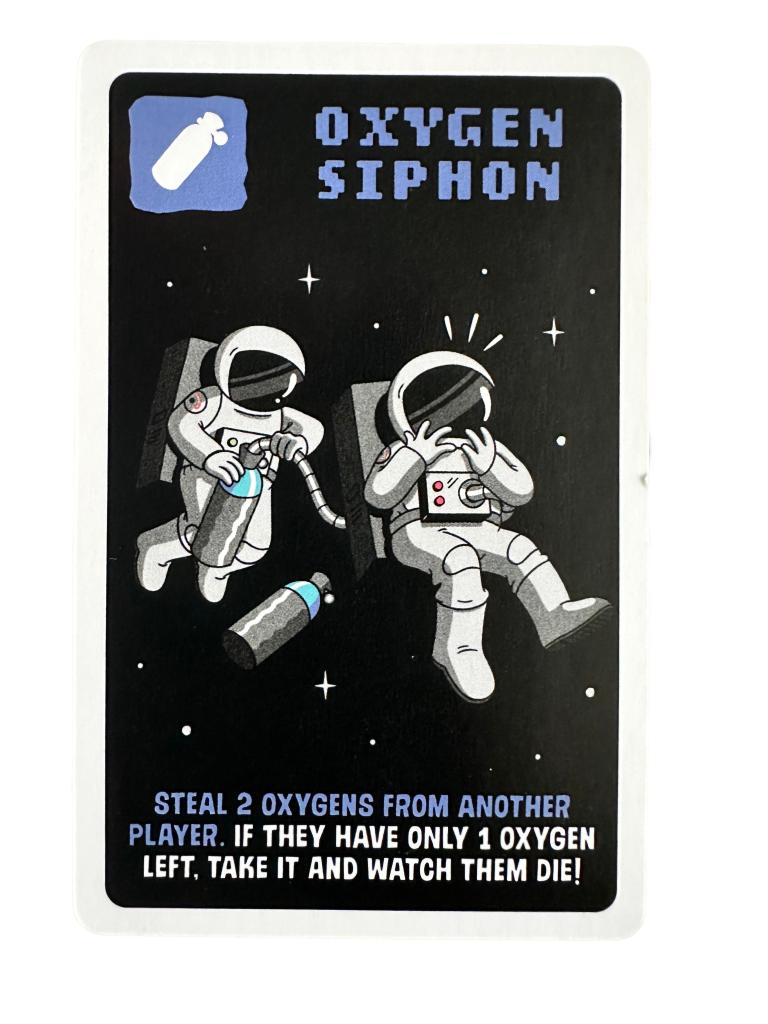 OXYGEN
SIPHON
STEAL 2 OXYGENS FROM ANOTHER
PLAYER. IF THEY HAVE ONLY 1 OXYGEN
LEFT, TAKE IT AND WATCH THEM DIE!